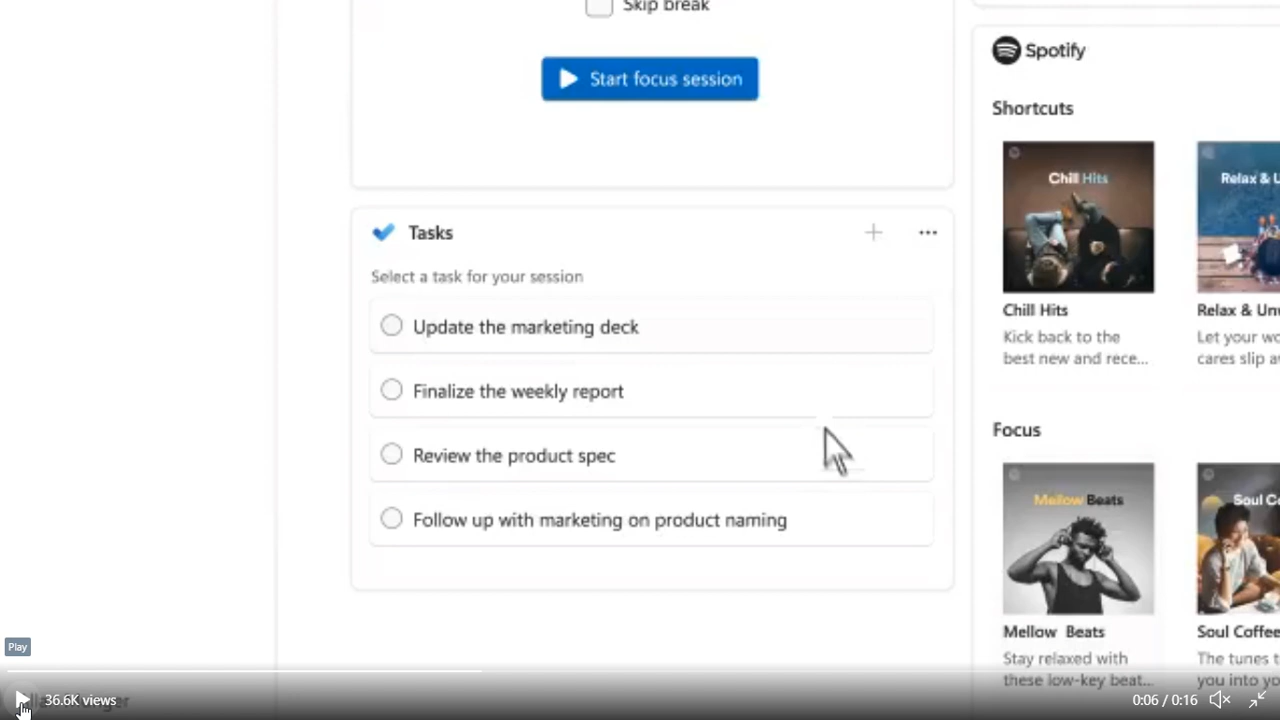 Skip break
Start focus session
Tasks
Select a task for your session
Update the marketing deck
Finalize the weekly report
Review the product spec
Follow up with marketing on product naming
Spotify
Shortcuts
Chill Hits
Relax & U
Chill Hits
Relax & Un
Kick back to the
best new and rece...
Let your wo
cares slip a
Focus
Mellow Beats
Soul Co
Mellow Beats
Soul Coffee
Stay relaxed with
these low-key beat...
The tunes t
you into yo
Play
36.6K views
0:06 / 0:16